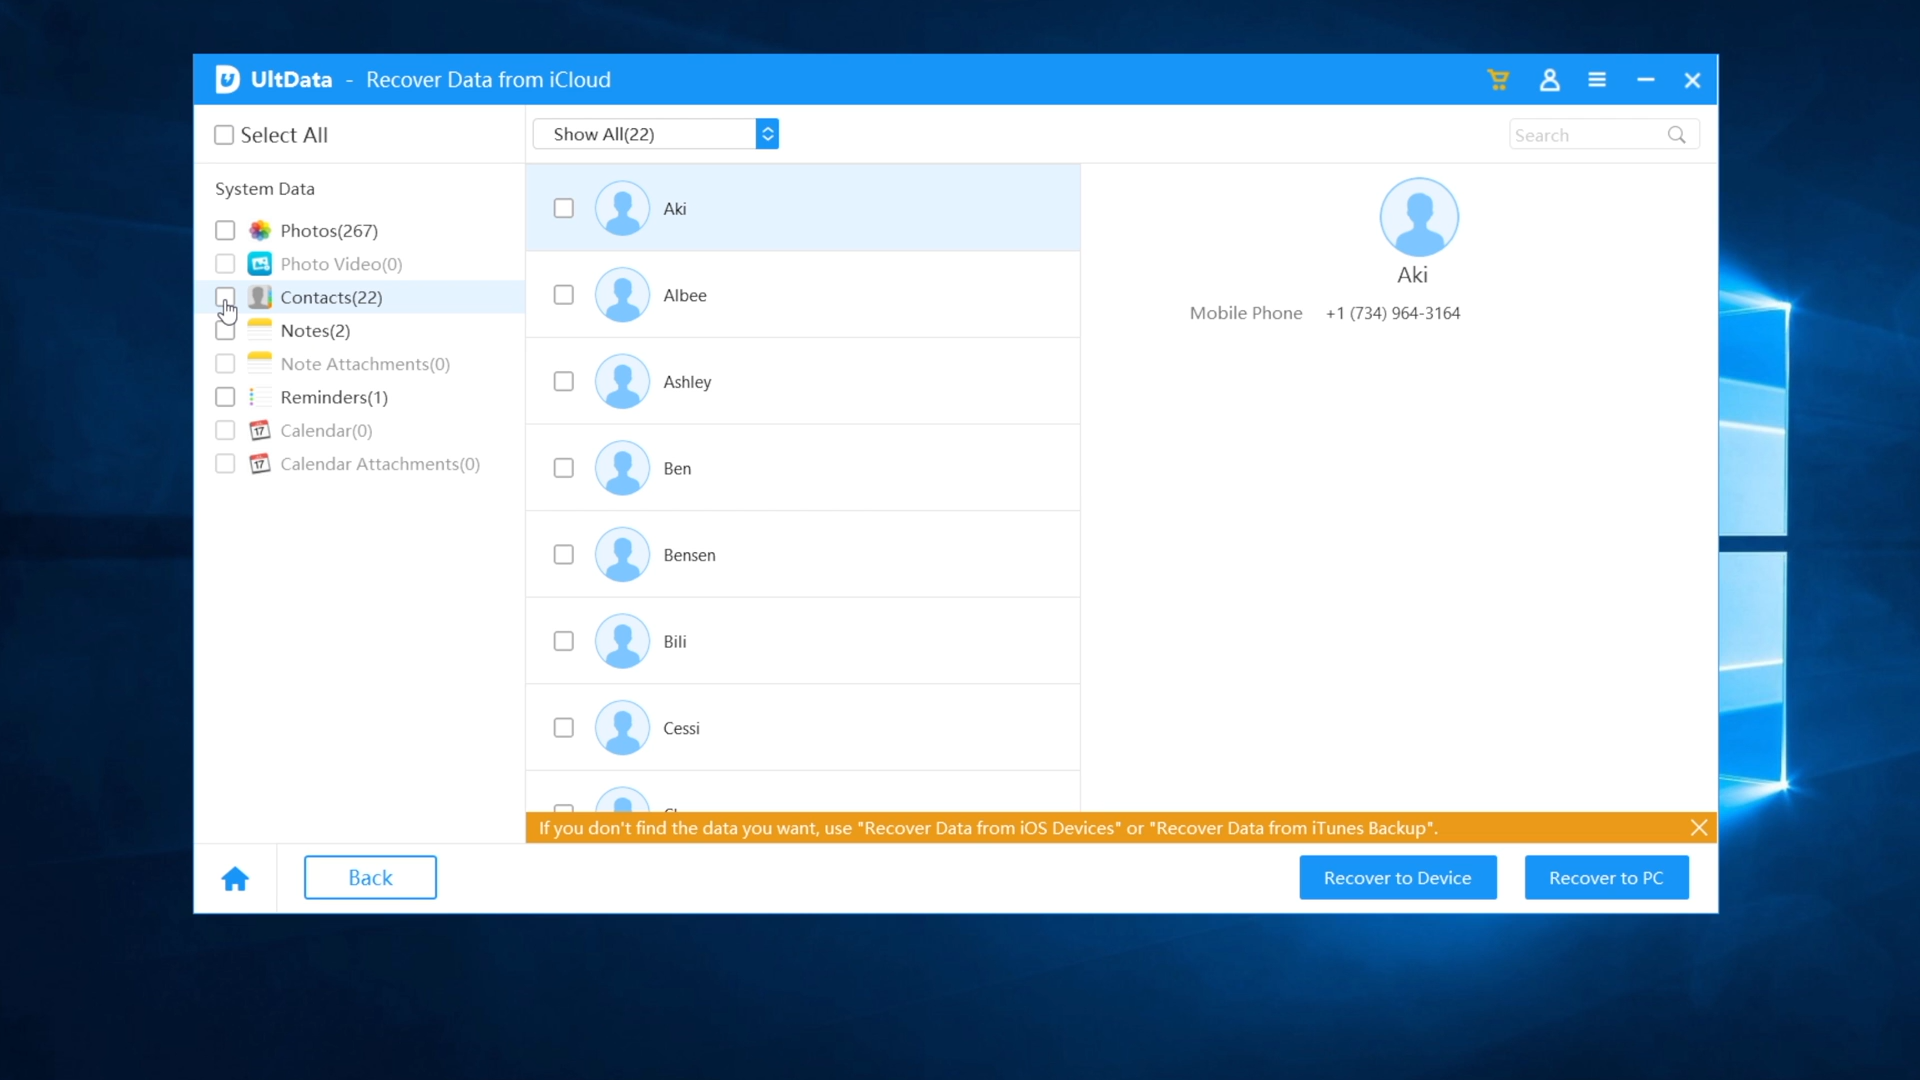 UltData - Recover Data from iCloud
Select All
Show All(22)
Search
System Data
Photos(267)
Photo Video(0)
Contacts(22)
Notes(2)
Note Attachments(0)
Reminders(1)
Calendar(0)
Calendar Attachments(0)
Aki
Albee
Ashley
Ben
Bensen
Bili
Cessi
Aki
Mobile Phone +1 (734) 964-3164
If you don't find the data you want, use "Recover Data from iOS Devices" or "Recover Data from iTunes Backup".
Back
Recover to Device
Recover to PC